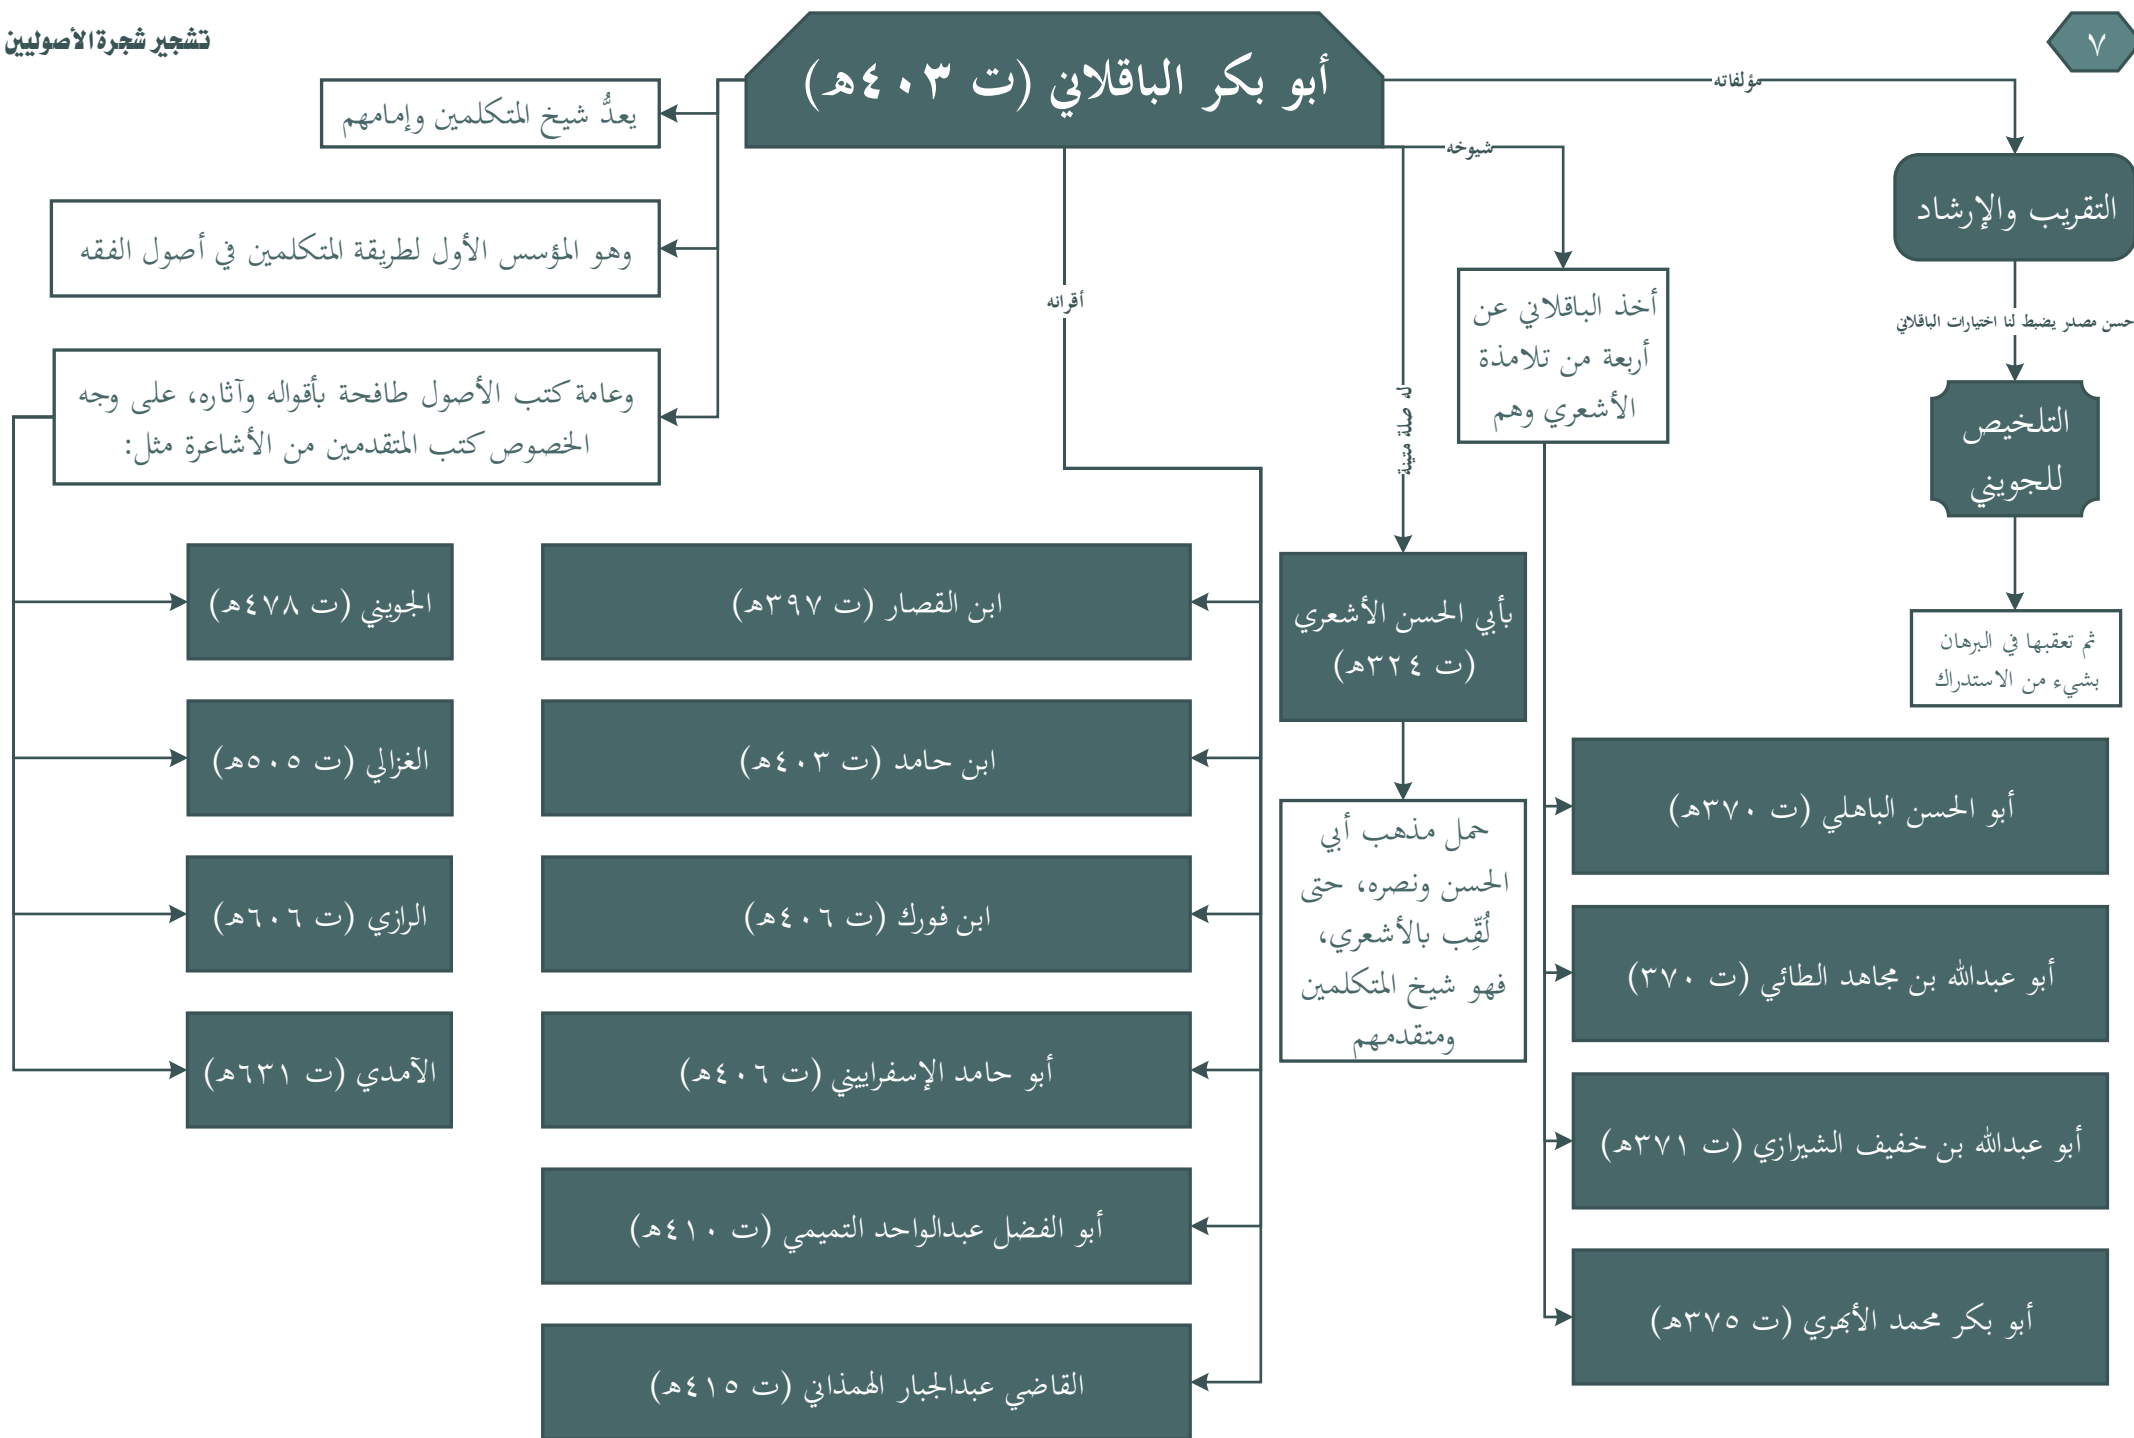 ٧
تشجير شجرة الأصوليين
أبو بكر الباقلاني (ت ٤٠٣هـ)
مؤلفاته
التقريب والإرشاد
حسن مصدر يضبط لنا اختيارات الباقلاني
التلخيص
للجويني
ثم تعقبها في البرهان
بشيء من الاستدراك
شيوخه
أخذ الباقلاني عن
أربعة من تلامذة
الأشعري وهم
أبو الحسن الباهلي (ت ٣٧٠هـ)
أبو عبدالله بن مجاهد الطائي (ت ٣٧٠)
أبو عبدالله بن خفيف الشيرازي (ت ٣٧١هـ)
أبو بكر محمد الأبهري (ت ٣٧٥هـ)
له صلة متينة
بأبي الحسن الأشعري
(ت ٣٢٤هـ)
حمل مذهب أبي
الحسن ونصره، حتى
لُقِّب بالأشعري،
فهو شيخ المتكلمين
ومتقدمهم
أقرانه
ابن القصار (ت ٣٩٧هـ)
ابن حامد (ت ٤٠٣هـ)
ابن فورك (ت ٤٠٦هـ)
أبو حامد الإسفراييني (ت ٤٠٦هـ)
أبو الفضل عبدالواحد التميمي (ت ٤١٠هـ)
القاضي عبدالجبار الهمذاني (ت ٤١٥هـ)
يعدُّ شيخ المتكلمين وإمامهم
وهو المؤسس الأول لطريقة المتكلمين في أصول الفقه
وعامة كتب الأصول طافحة بأقواله وآثاره، على وجه
الخصوص كتب المتقدمين من الأشاعرة مثل:
الجويني (ت ٤٧٨هـ)
الغزالي (ت ٥٠٥هـ)
الرازي (ت ٦٠٦هـ)
الآمدي (ت ٦٣١هـ)